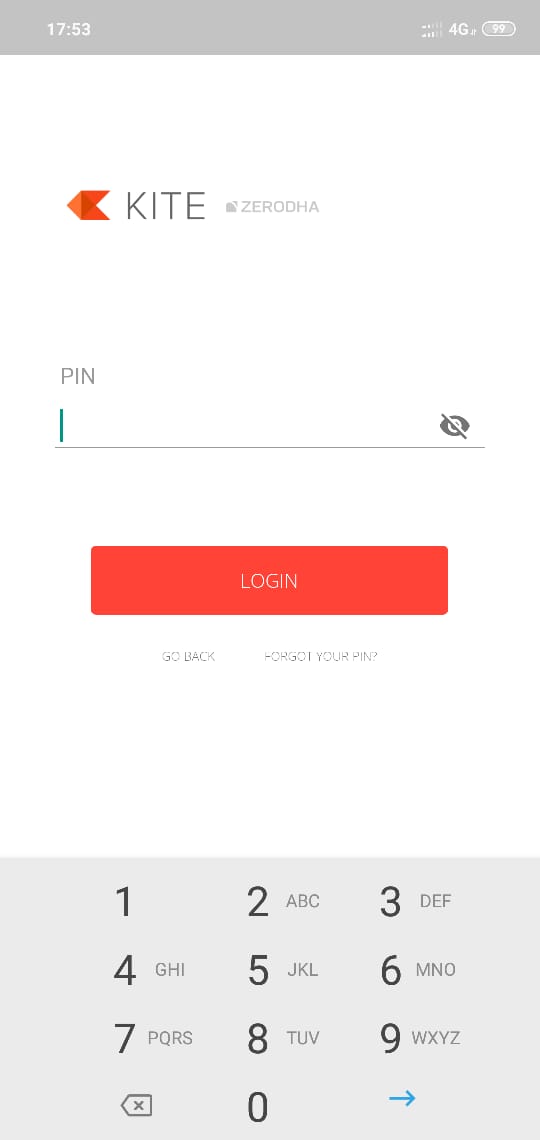 17:53 4G 99
KITE ZERODHA
PIN
LOGIN
GO BACK FORGOT YOUR PIN?
1 2 ABC 3 DEF
4 GHI 5 JKL 6 MNO
7 PQRS 8 TUV 9 WXYZ
0